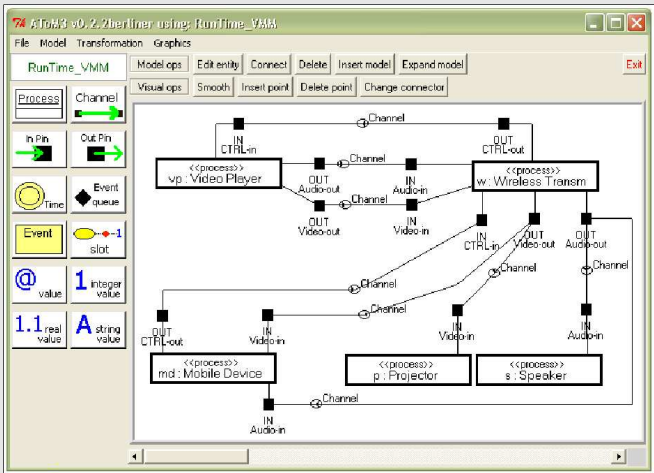 AToM3 v0.2.2berliner using: RunTime_VMM
File Model Transformation Graphics
RunTime_VMM
Model ops Edit entity Connect Delete Insert model Expand model Exit
Visual ops Smooth Insert point Delete point Change connector
Process
Channel
In Pin
Out Pin
Time
Event
queue
Event
slot
@ value
1 integer
value
1.1 real
value
A string
value
Channel
IN
CTRL-in
OUT
CTRL-out
<<process>>
vp : Video Player
Channel
OUT
Audio-out
IN
Audio-in
<<process>>
w : Wireless Transm
Channel
OUT
Video-out
IN
Video-in
IN
CTRL-in
OUT
Video-out
OUT
Audio-out
Channel
Channel
Channel
Channel
OUT
CTRL-out
IN
Video-in
IN
Video-in
IN
Audio-in
<<process>>
md : Mobile Device
<<process>>
p : Projector
<<process>>
s : Speaker
Channel
IN
Audio-in